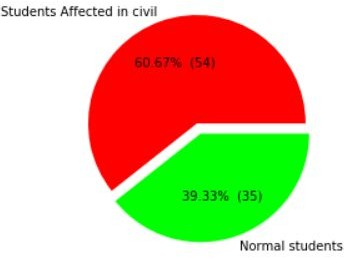 Students Affected in civil
60.67% (54)
39.33% (35)
Normal students